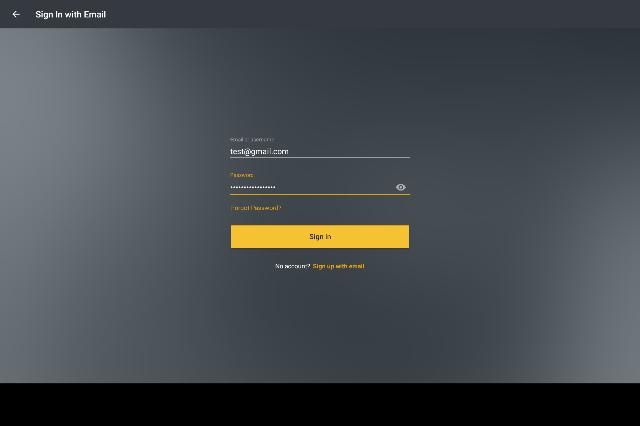 Sign In with Email
Email or username
test@gmail.com
Password
Forgot Password?
Sign In
No account? Sign up with email